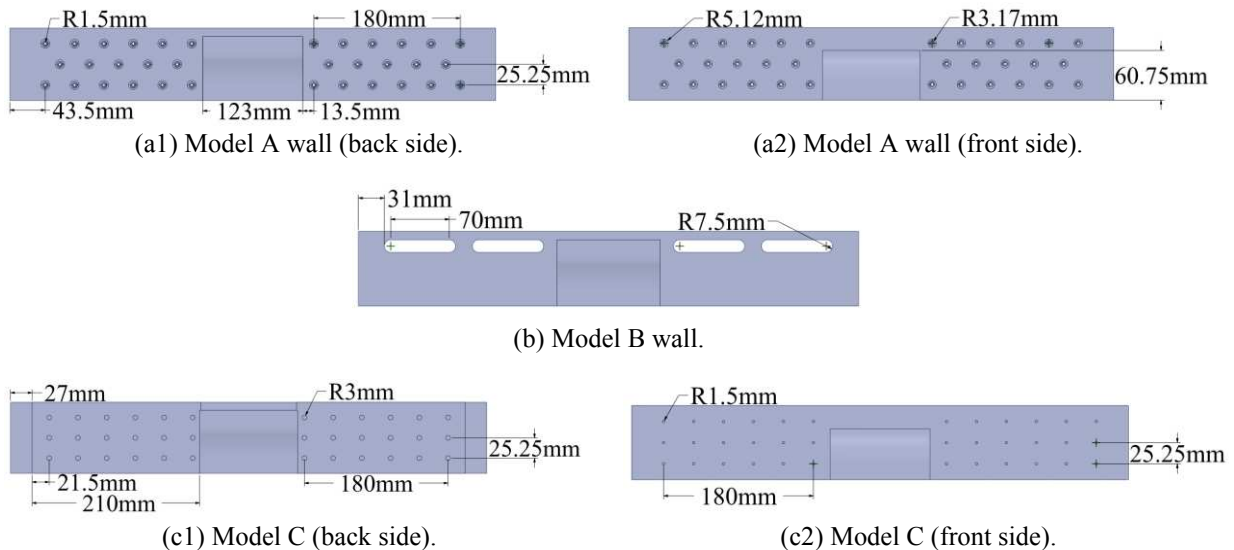 R1.5mm
180mm
25.25mm
43.5mm
123mm
13.5mm
(a1) Model A wall (back side).
R5.12mm
R3.17mm
60.75mm
(a2) Model A wall (front side).
31mm
70mm
R7.5mm
(b) Model B wall.
27mm
R3mm
25.25mm
21.5mm
180mm
210mm
(c1) Model C (back side).
R1.5mm
25.25mm
180mm
(c2) Model C (front side).